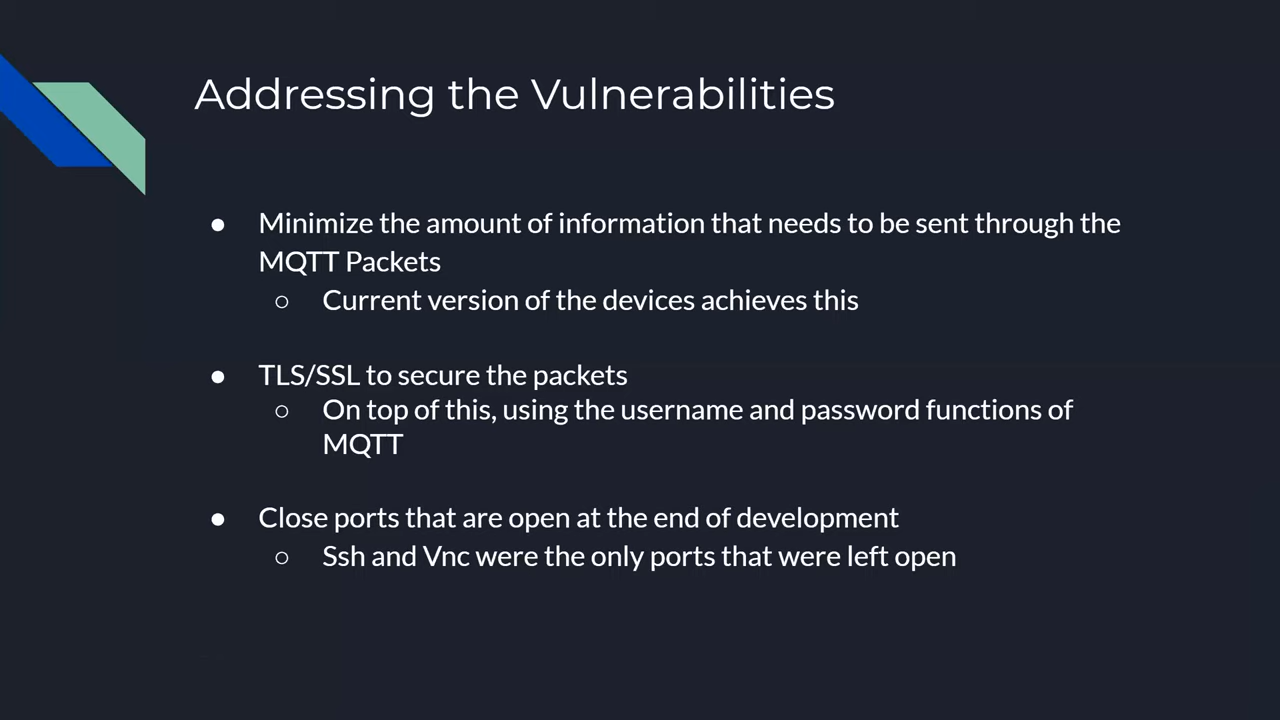 Addressing the Vulnerabilities
● Minimize the amount of information that needs to be sent through the
MQTT Packets
○ Current version of the devices achieves this
● TLS/SSL to secure the packets
○ On top of this, using the username and password functions of
MQTT
● Close ports that are open at the end of development
○ Ssh and Vnc were the only ports that were left open